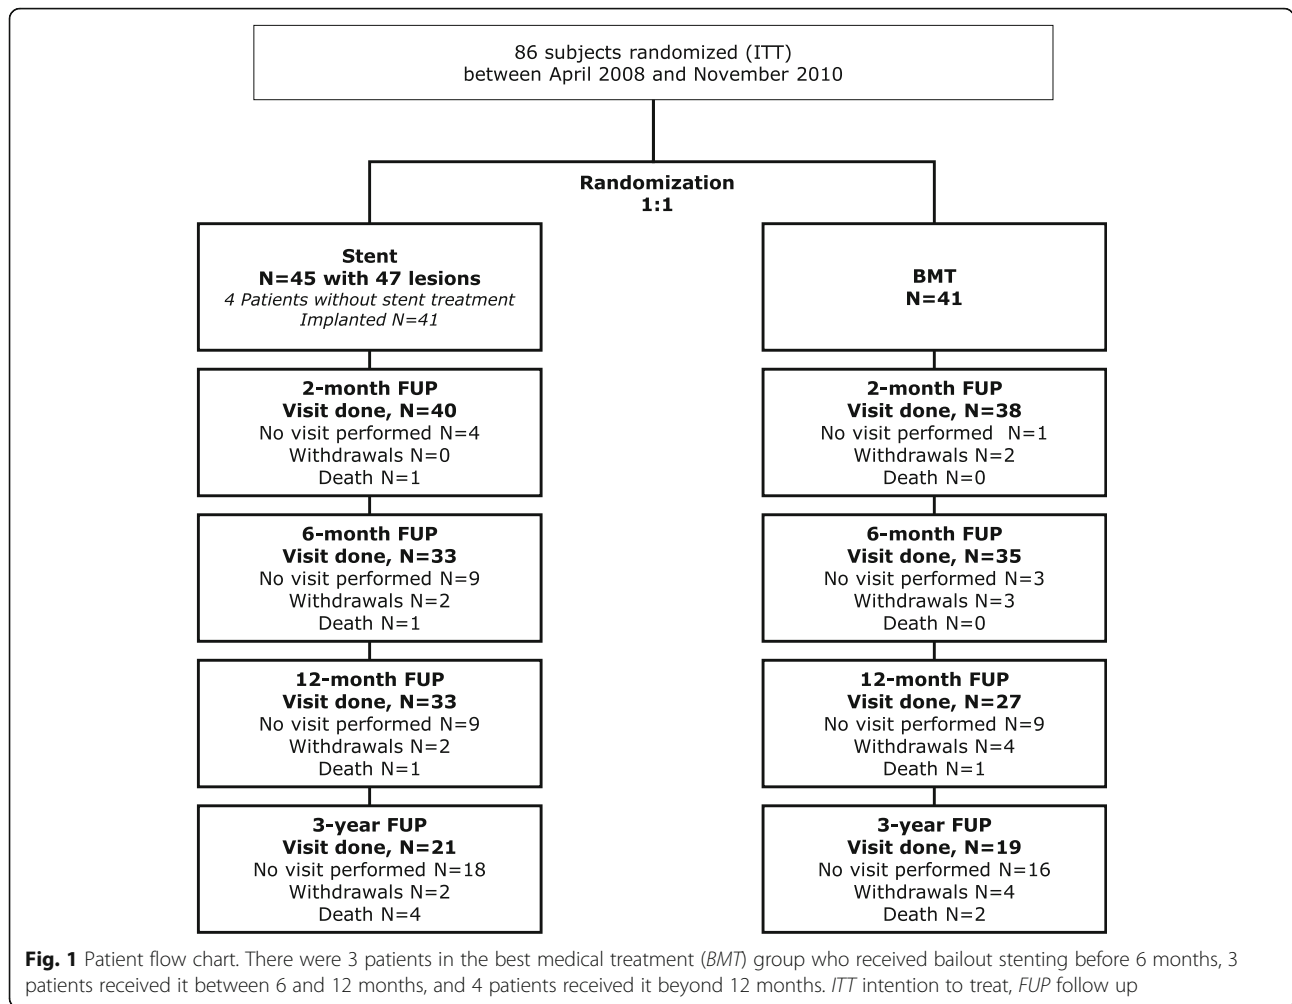 86 subjects randomized (ITT)
between April 2008 and November 2010
Randomization
1:1
Stent
N=45 with 47 lesions
4 Patients without stent treatment
Implanted N=41
BMT
N=41
2-month FUP
Visit done, N=40
No visit performed N=4
Withdrawals N=0
Death N=1
2-month FUP
Visit done, N=38
No visit performed  N=1
Withdrawals N=2
Death N=0
6-month FUP
Visit done, N=33
No visit performed N=9
Withdrawals N=2
Death N=1
6-month FUP
Visit done, N=35
No visit performed N=3
Withdrawals N=3
Death N=0
12-month FUP
Visit done, N=33
No visit performed N=9
Withdrawals N=2
Death N=1
12-month FUP
Visit done, N=27
No visit performed N=9
Withdrawals N=4
Death N=1
3-year FUP
Visit done, N=21
No visit performed N=18
Withdrawals N=2
Death N=4
3-year FUP
Visit done, N=19
No visit performed N=16
Withdrawals N=4
Death N=2
Fig. 1 Patient flow chart. There were 3 patients in the best medical treatment (BMT) group who received bailout stenting before 6 months, 3
patients received it between 6 and 12 months, and 4 patients received it beyond 12 months. ITT intention to treat, FUP follow up